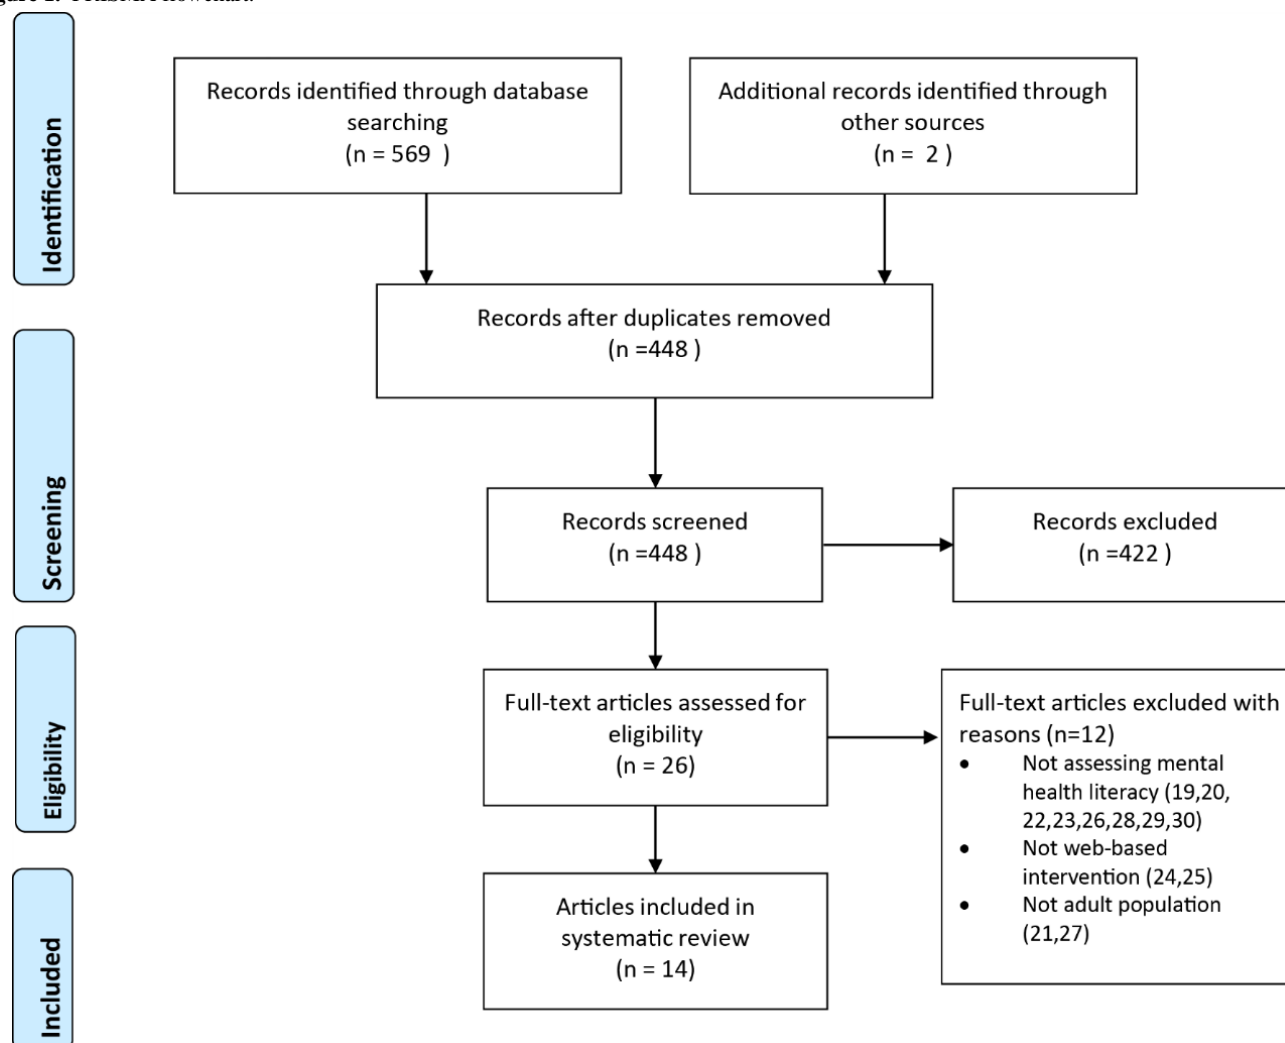 Identification
Records identified through database
searching
(n = 569 )
Additional records identified through
other sources
(n = 2 )
Records after duplicates removed
(n =448 )
Screening
Records screened
(n =448 )
Records excluded
(n =422 )
Eligibility
Full-text articles assessed for
eligibility
(n = 26)
Full-text articles excluded with
reasons (n=12)
• Not assessing mental
health literacy (19,20,
22,23,26,28,29,30)
• Not web-based
intervention (24,25)
• Not adult population
(21,27)
Included
Articles included in
systematic review
(n = 14)